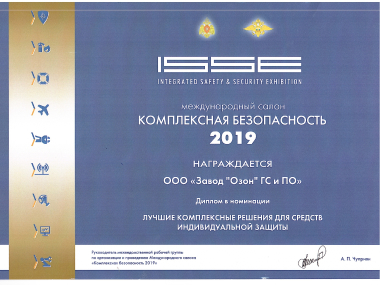 ISSE
INTEGRATED SAFETY & SECURITY EXHIBITION
международный салон
КОМПЛЕКСНАЯ БЕЗОПАСНОСТЬ
2019
НАГРАЖДАЕТСЯ
ООО «Завод "Озон" ГС и ПО»
Диплом в номинации
ЛУЧШИЕ КОМПЛЕКСНЫЕ РЕШЕНИЯ ДЛЯ СРЕДСТВ
ИНДИВИДУАЛЬНОЙ ЗАЩИТЫ
Руководитель межведомственной рабочей группы
по организации и проведению Международного салона
«Комплексная безопасность 2019»
А. П. Чуприян